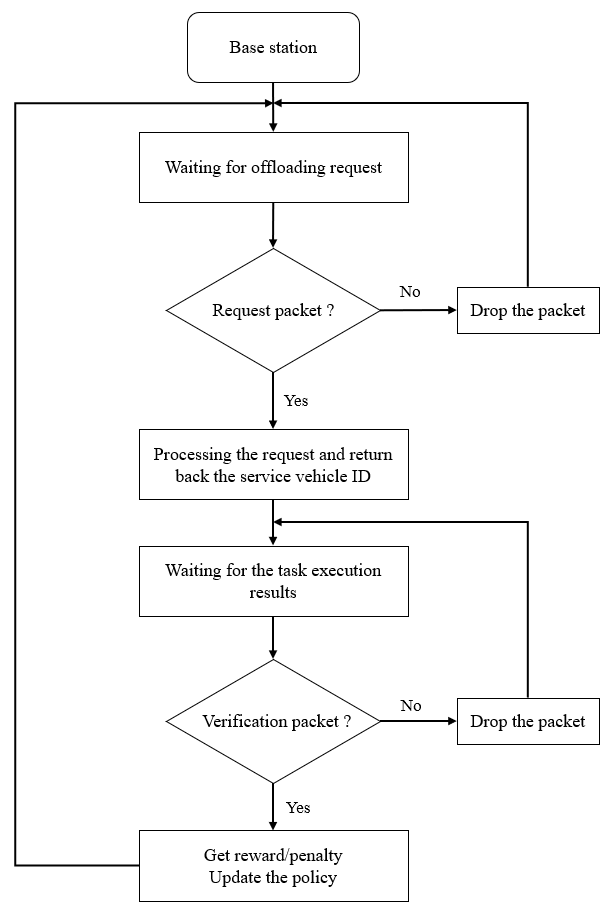 Base station
Waiting for offloading request
Request packet ?
No
Drop the packet
Yes
Processing the request and return
back the service vehicle ID
Waiting for the task execution
results
Verification packet ?
No
Drop the packet
Yes
Get reward/penalty
Update the policy